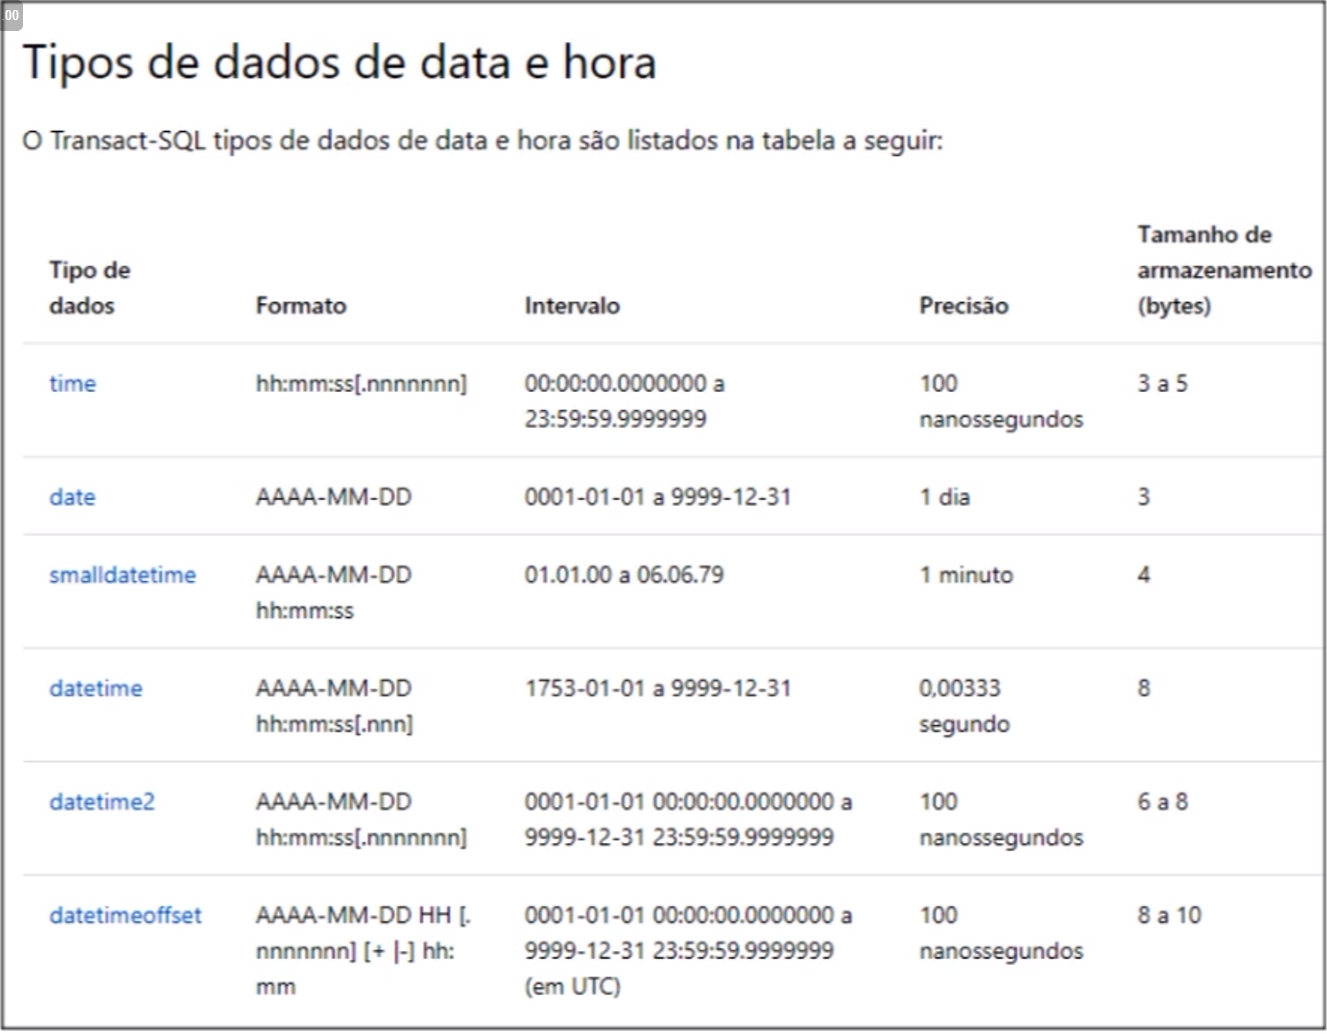 .00
Tipos de dados de data e hora
O Transact-SQL tipos de dados de data e hora são listados na tabela a seguir:
Tipo de dados Formato Intervalo Precisão Tamanho de armazenamento (bytes)
time hh:mm:ss[.nnnnnnn] 00:00:00.0000000 a 23:59:59.9999999 100 nanossegundos 3 a 5
date AAAA-MM-DD 0001-01-01 a 9999-12-31 1 dia 3
smalldatetime AAAA-MM-DD hh:mm:ss 01.01.00 a 06.06.79 1 minuto 4
datetime AAAA-MM-DD hh:mm:ss[.nnn] 1753-01-01 a 9999-12-31 0,00333 segundo 8
datetime2 AAAA-MM-DD hh:mm:ss[.nnnnnnn] 0001-01-01 00:00:00.0000000 a 9999-12-31 23:59:59.9999999 100 nanossegundos 6 a 8
datetimeoffset AAAA-MM-DD HH [. nnnnnnn] [+ |-] hh: mm 0001-01-01 00:00:00.0000000 a 9999-12-31 23:59:59.9999999 (em UTC) 100 nanossegundos 8 a 10